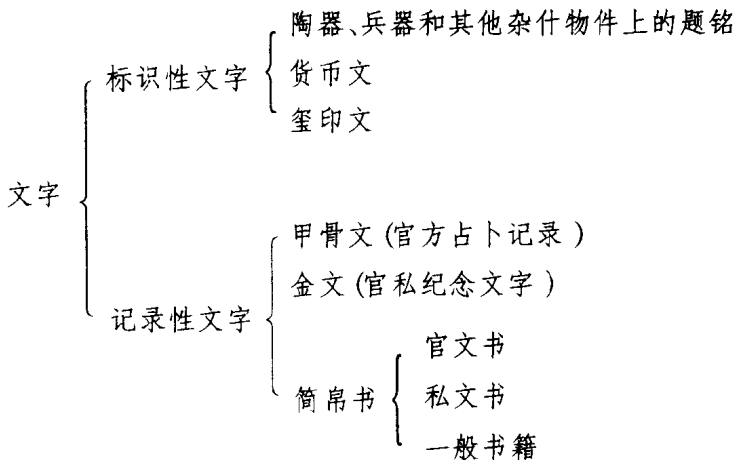 陶器、兵器和其他杂什物件上的题铭
标识性文字
货币文
玺印文
文字
甲骨文(官方占卜记录)
金文(官私纪念文字)
记录性文字
官文书
简帛书
私文书
一般书籍